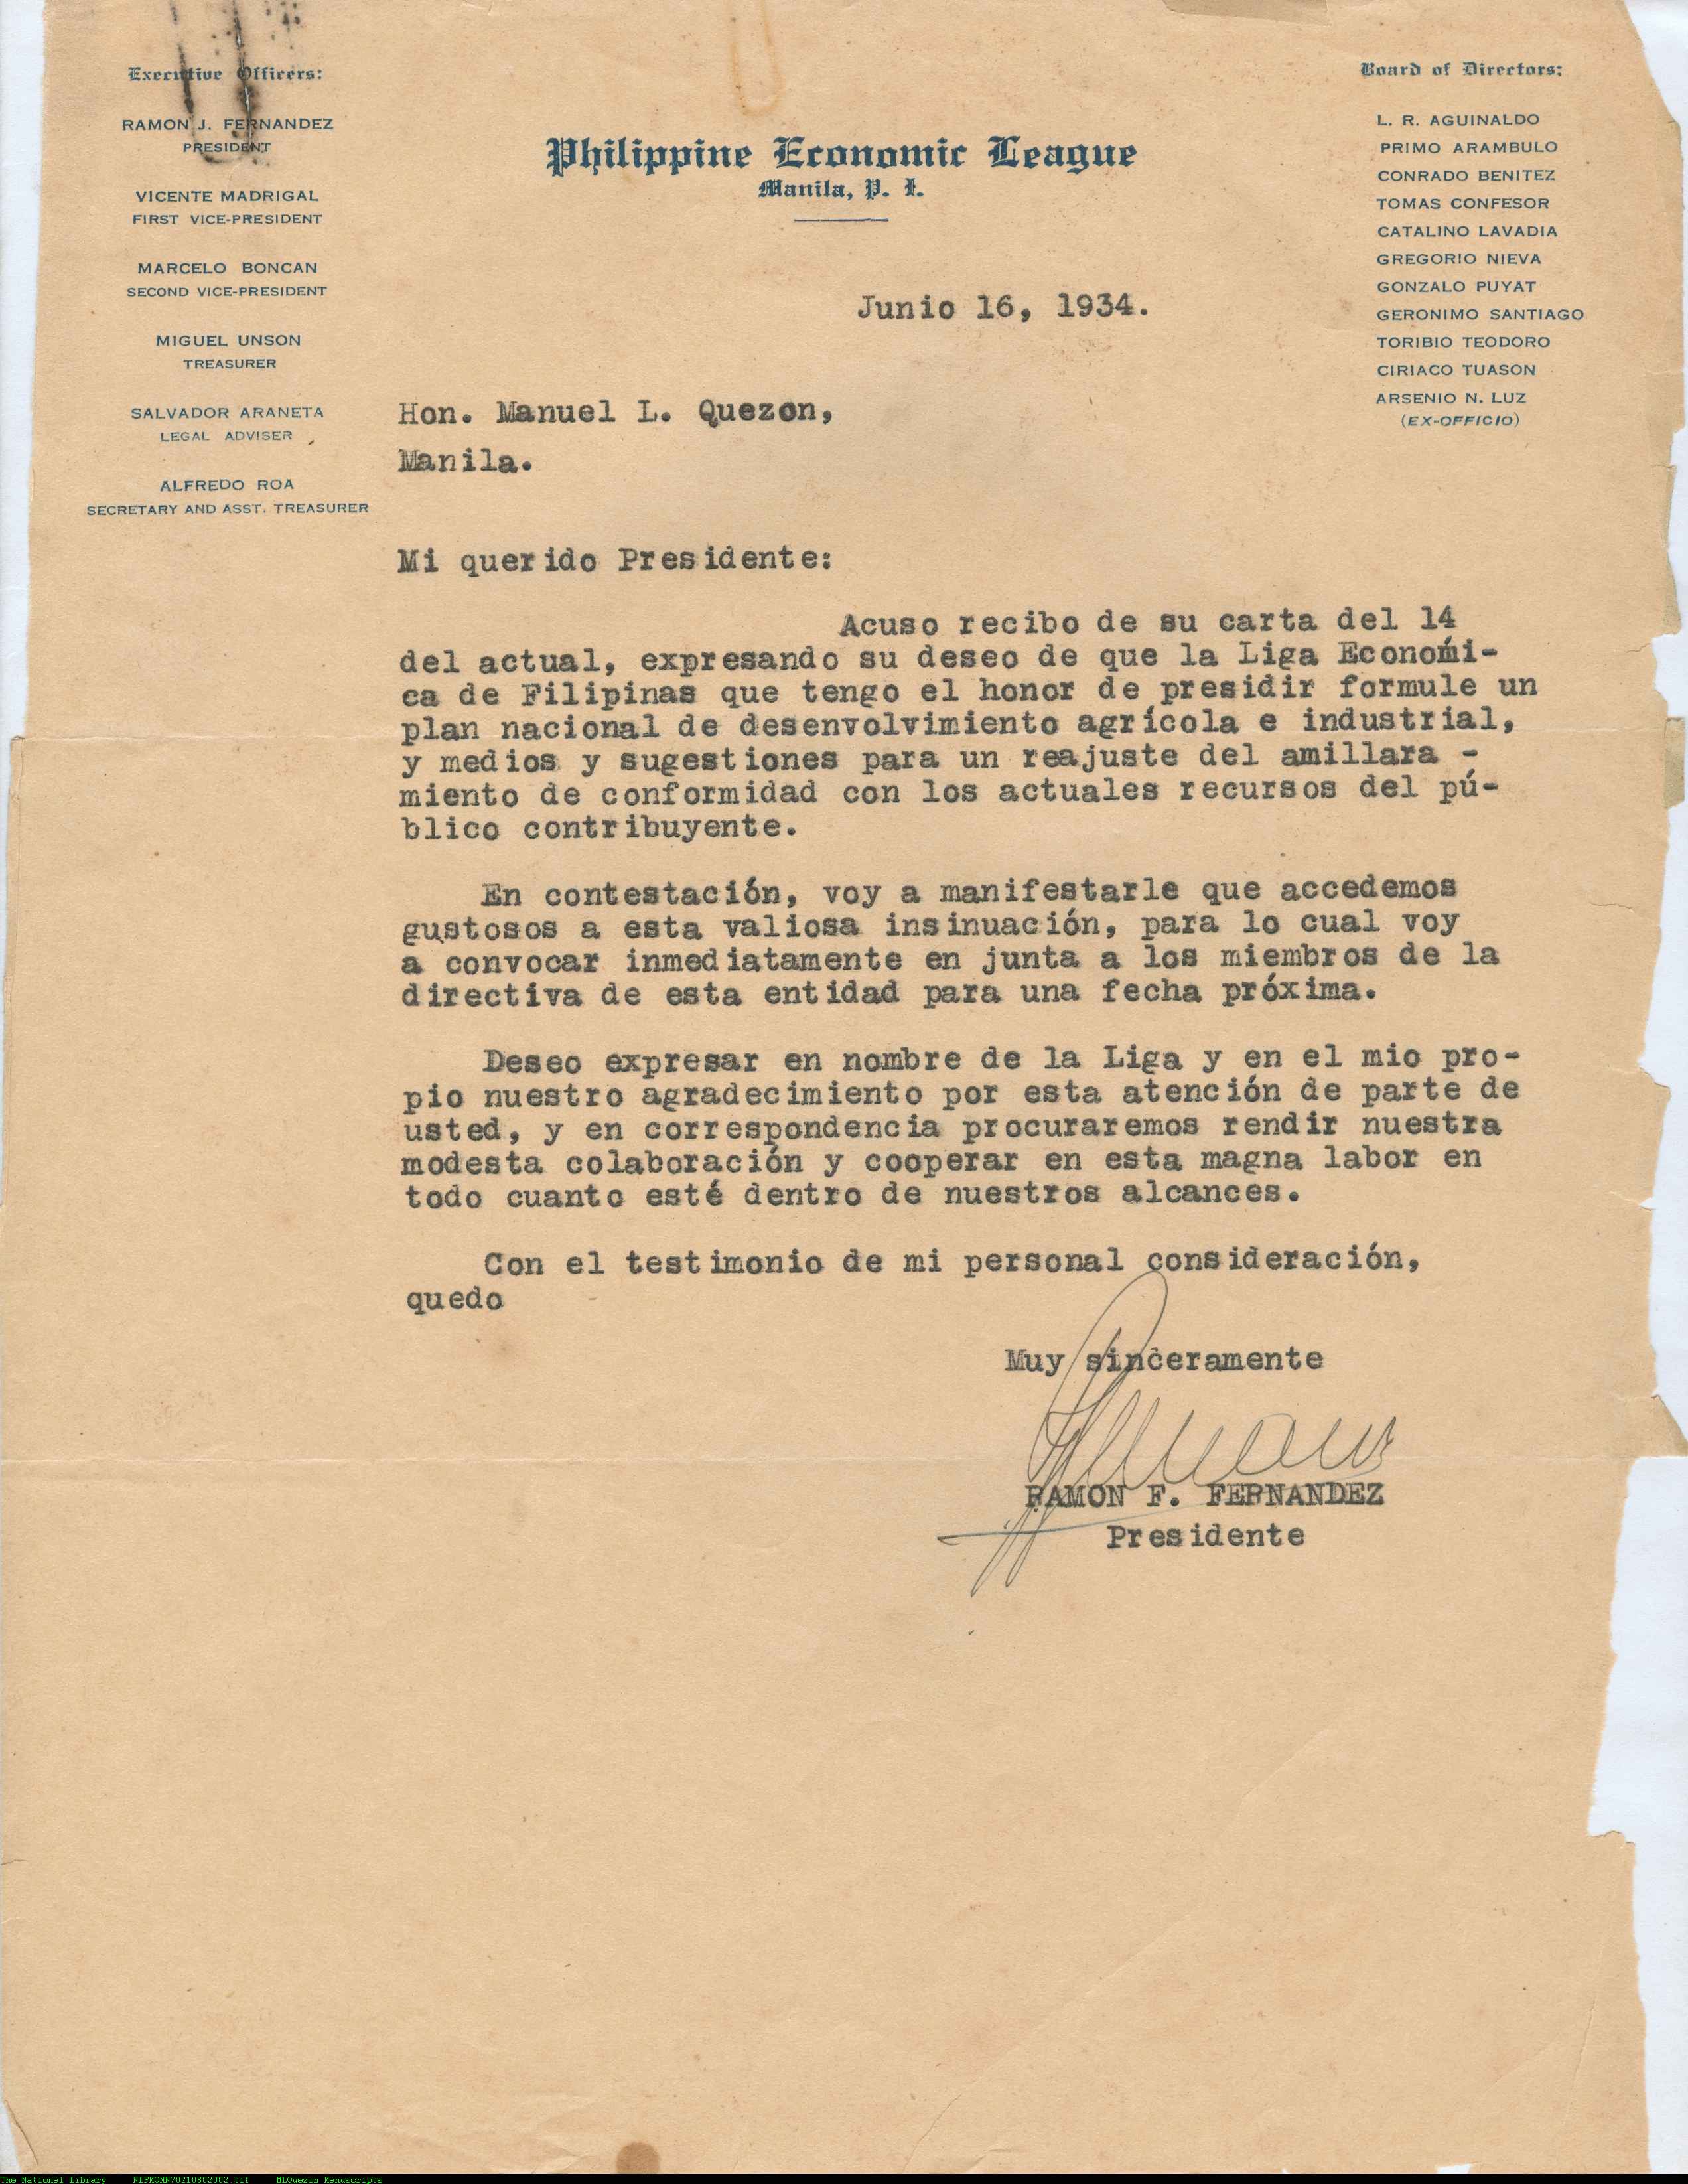 Executive Officers:
RAMON J. FERNANDEZ
PRESIDENT
VICENTE MADRIGAL
FIRST VICE-PRESIDENT
MARCELO BONCAN
SECOND VICE-PRESIDENT
MIGUEL UNSON
TREASURER
SALVADOR ARANETA
LEGAL ADVISER
ALFREDO ROA
SECRETARY AND ASST. TREASURER
Philippine Economic League
Manila, P. I.
Board of Directors:
L. R. AGUINALDO
PRIMO ARAMBULO
CONRADO BENITEZ
TOMAS CONFESOR
CATALINO LAVADIA
GREGORIO NIEVA
GONZALO PUYAT
GERONIMO SANTIAGO
TORIBIO TEODORO
CIRIACO TUASON
ARSENIO N. LUZ
(EX-OFFICIO)
Junio 16, 1934.
Hon. Manuel L. Quezon,
Manila.
Mi querido Presidente:
Acuso recibo de su carta del 14
del actual, expresando su deseo de que la Liga Económi-
ca de Filipinas que tengo el honor de presidir formule un
plan nacional de desenvolvimiento agrícola e industrial,
y medios y sugestiones para un reajuste del amillara -
miento de conformidad con los actuales recursos del pú-
blico contribuyente.
En contestación, voy a manifestarle que accedemos
gustosos a esta valiosa insinuación, para lo cual voy
a convocar inmediatamente en junta a los miembros de la
directiva de esta entidad para una fecha próxima.
Deseo expresar en nombre de la Liga y en el mio pro-
pio nuestro agradecimiento por esta atención de parte de
usted, y en correspondencia procuraremos rendir nuestra
modesta colaboración y cooperar en esta magna labor en
todo cuanto esté dentro de nuestros alcances.
Con el testimonio de mi personal consideración,
quedo
Muy sinceramente
RAMON F. FERNANDEZ
Presidente
The National Library NLPMQMN70210802002.tif MLQuezon Manuscripts